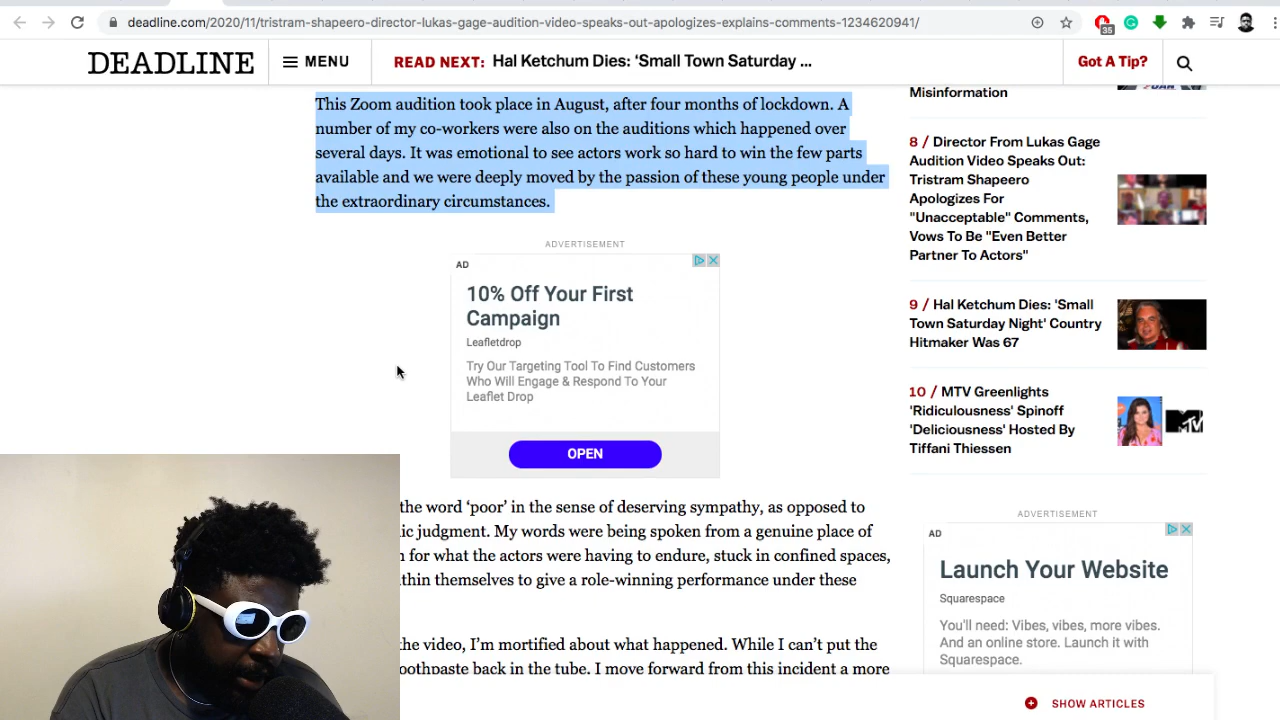 deadline.com/2020/11/tristram-shapeero-director-lukas-gage-audition-video-speaks-out-apologizes-explains-comments-1234620941/
35
DEADLINE
MENU
READ NEXT: Hal Ketchum Dies: 'Small Town Saturday ...
Got A Tip?
This Zoom audition took place in August, after four months of lockdown. A
number of my co-workers were also on the auditions which happened over
several days. It was emotional to see actors work so hard to win the few parts
available and we were deeply moved by the passion of these young people under
the extraordinary circumstances.
ADVERTISEMENT
AD
10% Off Your First
Campaign
Leafletdrop
Try Our Targeting Tool To Find Customers
Who Will Engage & Respond To Your
Leaflet Drop
OPEN
the word ‘poor’ in the sense of deserving sympathy, as opposed to
ic judgment. My words were being spoken from a genuine place of
for what the actors were having to endure, stuck in confined spaces,
thin themselves to give a role-winning performance under these
the video, I’m mortified about what happened. While I can’t put the
oothpaste back in the tube. I move forward from this incident a more
Misinformation
8 / Director From Lukas Gage
Audition Video Speaks Out:
Tristram Shapeero
Apologizes For
"Unacceptable" Comments,
Vows To Be "Even Better
Partner To Actors"
9 / Hal Ketchum Dies: 'Small
Town Saturday Night' Country
Hitmaker Was 67
10 / MTV Greenlights
'Ridiculousness' Spinoff
'Deliciousness' Hosted By
Tiffani Thiessen
MTV
ADVERTISEMENT
AD
Launch Your Website
Squarespace
You'll need: Vibes, vibes, more vibes.
And an online store. Launch it with
Squarespace.
SHOW ARTICLES